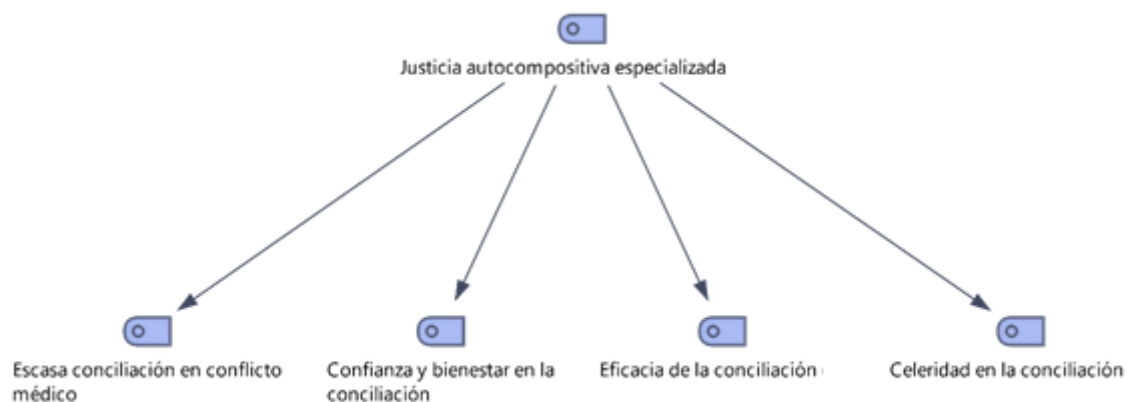 Justicia autocompositiva especializada
Escasa conciliación en conflicto
médico
Confianza y bienestar en la
conciliación
Eficacia de la conciliación
Celeridad en la conciliación